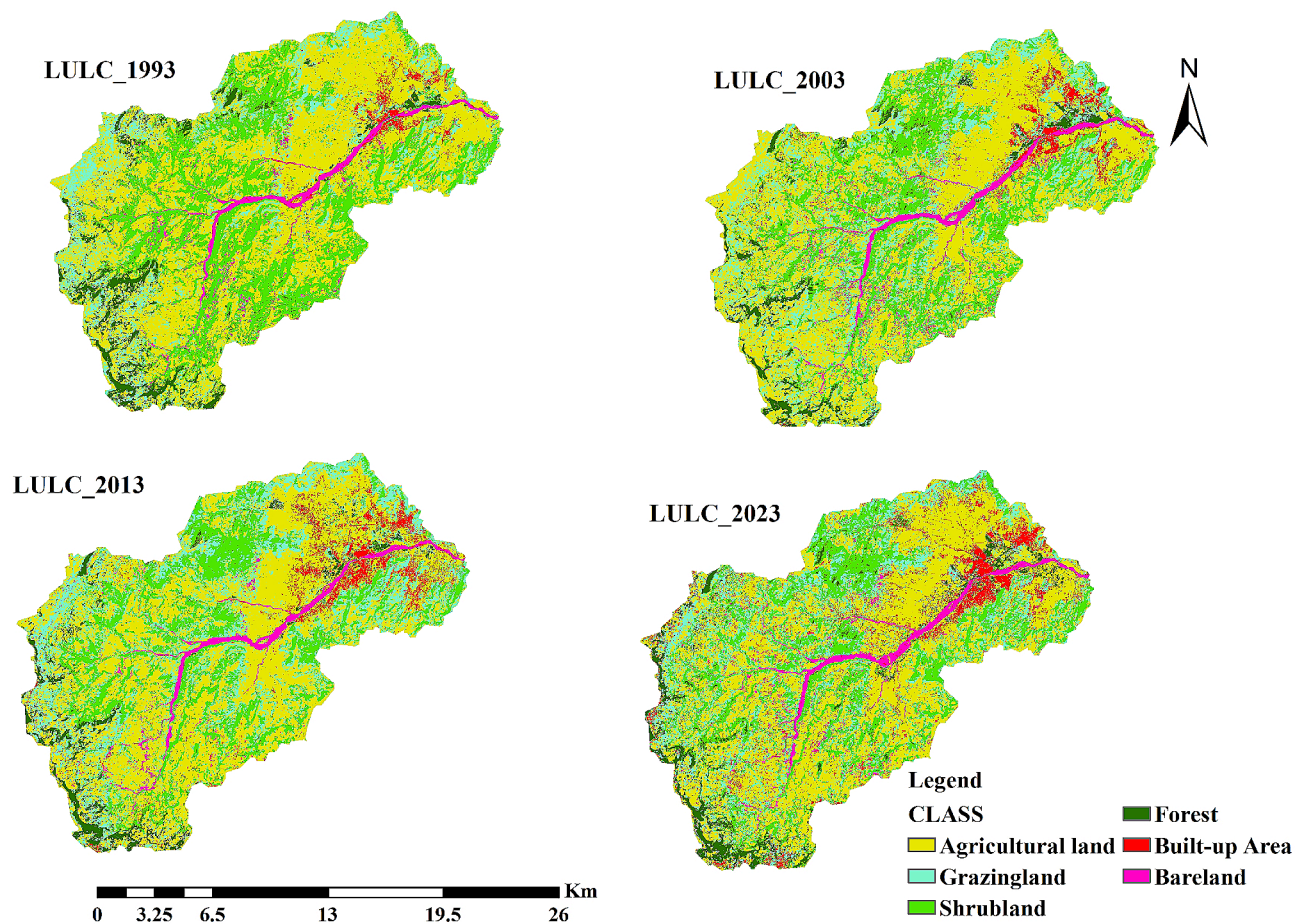 LULC_1993
LULC_2003
N
LULC_2013
LULC_2023
Legend
CLASS
Forest
Agricultural land
Built-up Area
Grazingland
Bareland
Shrubland
Km
0 3.25 6.5 13 19.5 26